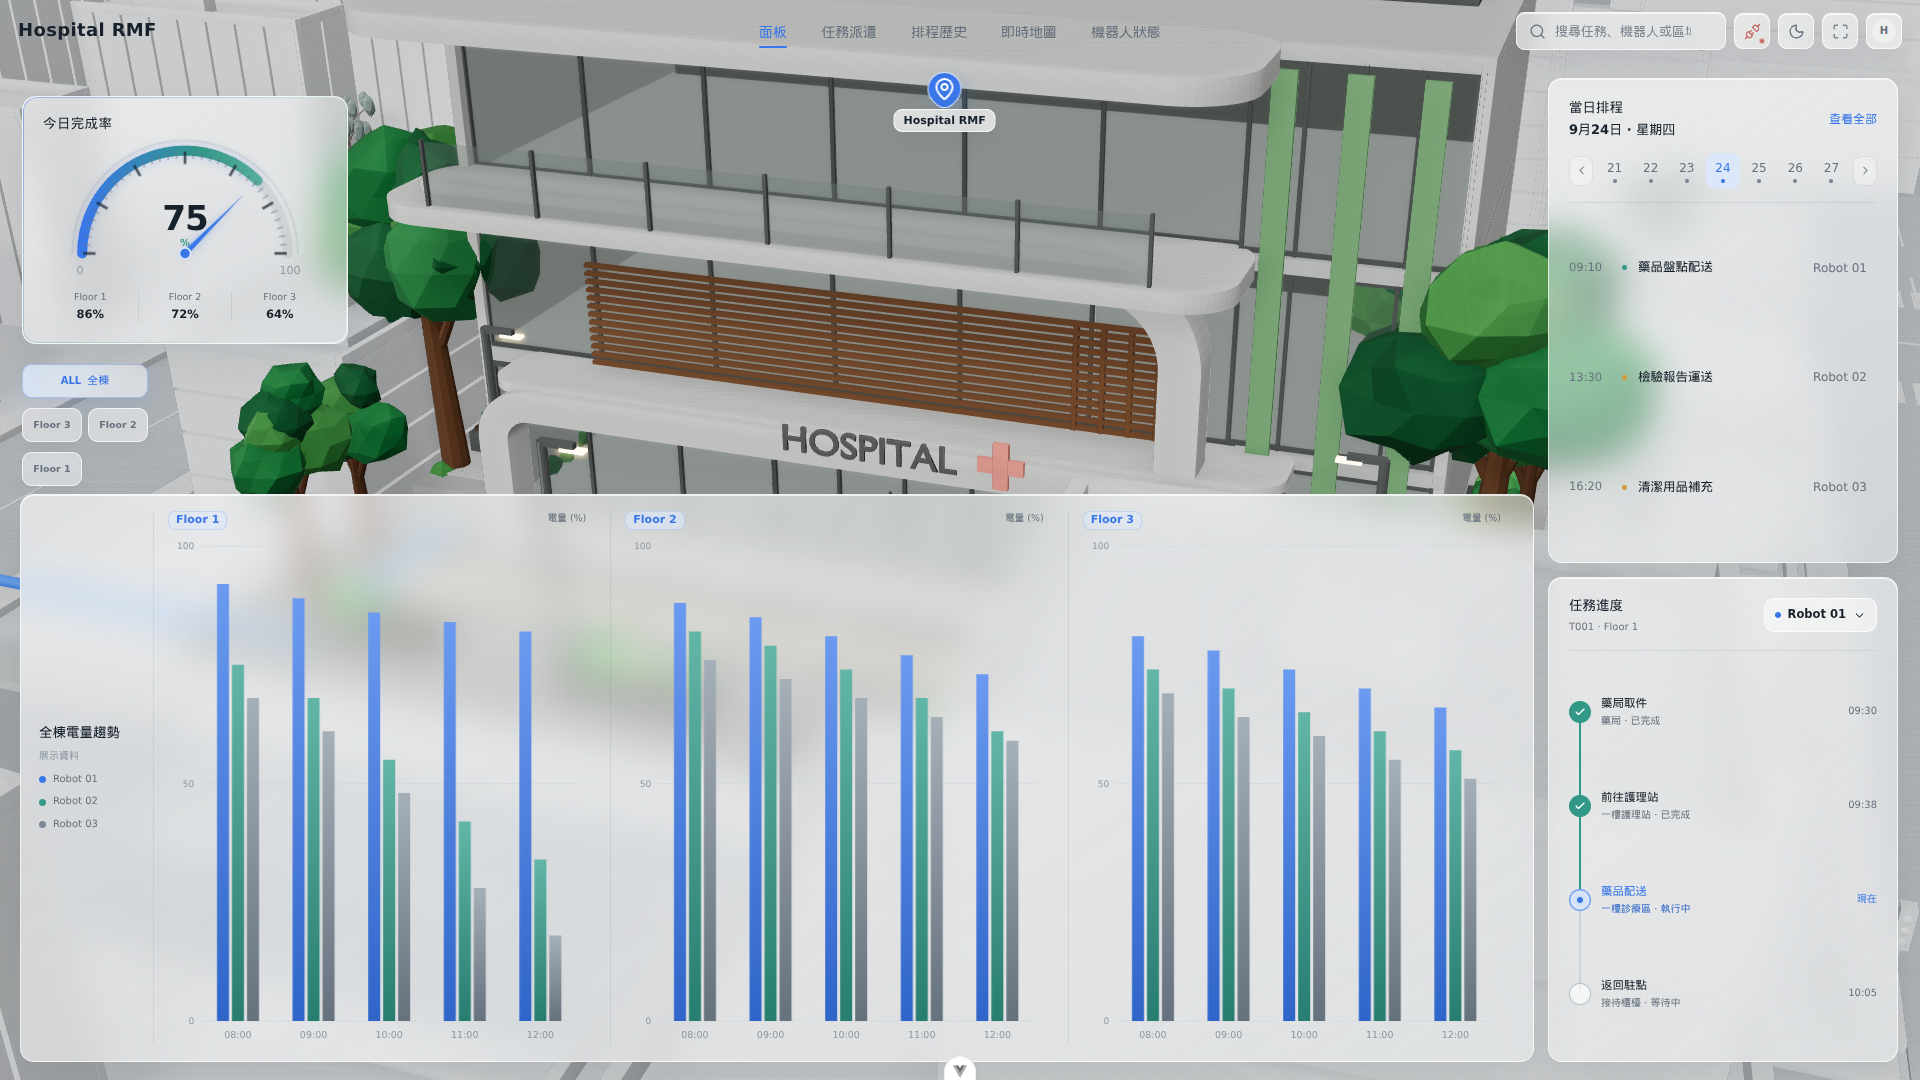 Hospital RMF
面板
任務派遣
排程歷史
即時地圖
機器人狀態
搜尋任務、機器人或區
H
Hospital RMF
今日完成率
75
%
0
100
Floor 1
Floor 2
Floor 3
86%
72%
64%
ALL 全棟
Floor 3
Floor 2
Floor 1
HOSPITAL
當日排程
9月24日・星期四
查看全部
21
22
23
24
25
26
27
09:10
藥品盤點配送
Robot 01
13:30
檢驗報告運送
Robot 02
16:20
清潔用品補充
Robot 03
全棟電量趨勢
展示資料
Robot 01
Robot 02
Robot 03
Floor 1
電量 (%)
100
50
0
08:00
09:00
10:00
11:00
12:00
Floor 2
電量 (%)
100
50
0
08:00
09:00
10:00
11:00
12:00
Floor 3
電量 (%)
100
50
0
08:00
09:00
10:00
11:00
12:00
任務進度
T001 · Floor 1
Robot 01
藥局取件
藥局 · 已完成
09:30
前往護理站
一樓護理站 · 已完成
09:38
藥品配送
一樓診療區 · 執行中
現在
返回駐點
接待櫃檯 · 等待中
10:05